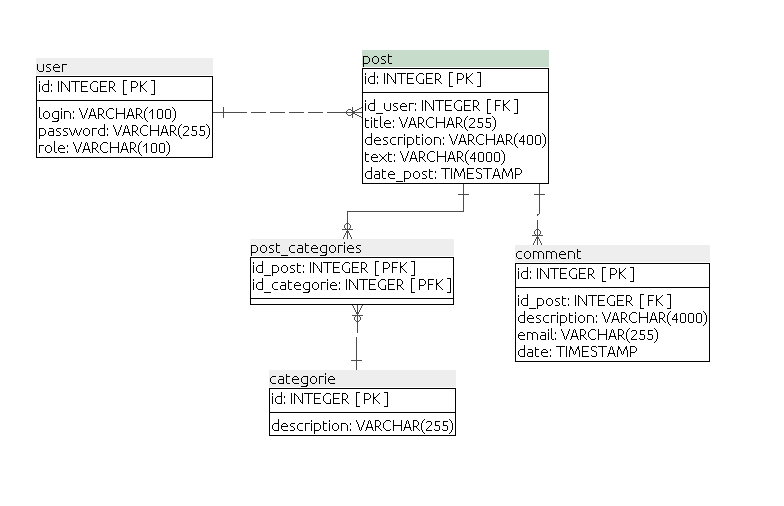 user
id: INTEGER [ PK ]
login: VARCHAR(100)
password: VARCHAR(255)
role: VARCHAR(100)
post
id: INTEGER [ PK ]
id_user: INTEGER [ FK ]
title: VARCHAR(255)
description: VARCHAR(400)
text: VARCHAR(4000)
date_post: TIMESTAMP
post_categories
id_post: INTEGER [ PFK ]
id_categorie: INTEGER [ PFK ]
comment
id: INTEGER [ PK ]
id_post: INTEGER [ FK ]
description: VARCHAR(4000)
email: VARCHAR(255)
date: TIMESTAMP
categorie
id: INTEGER [ PK ]
description: VARCHAR(255)